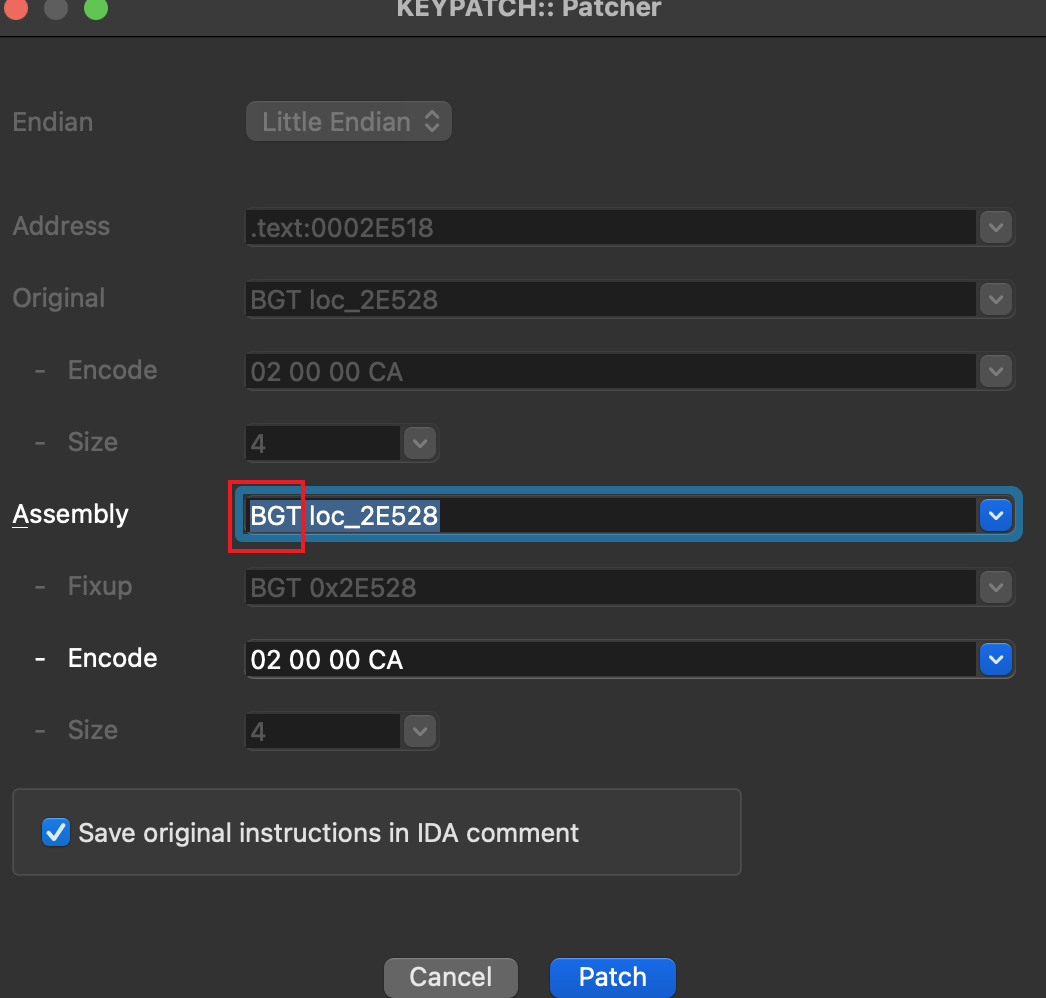 KEYPATCH:: Patcher
Endian Little Endian
Address .text:0002E518
Original BGT loc_2E528
- Encode 02 00 00 CA
- Size 4
Assembly BGT loc_2E528
- Fixup BGT 0x2E528
- Encode 02 00 00 CA
- Size 4
Save original instructions in IDA comment
Cancel Patch